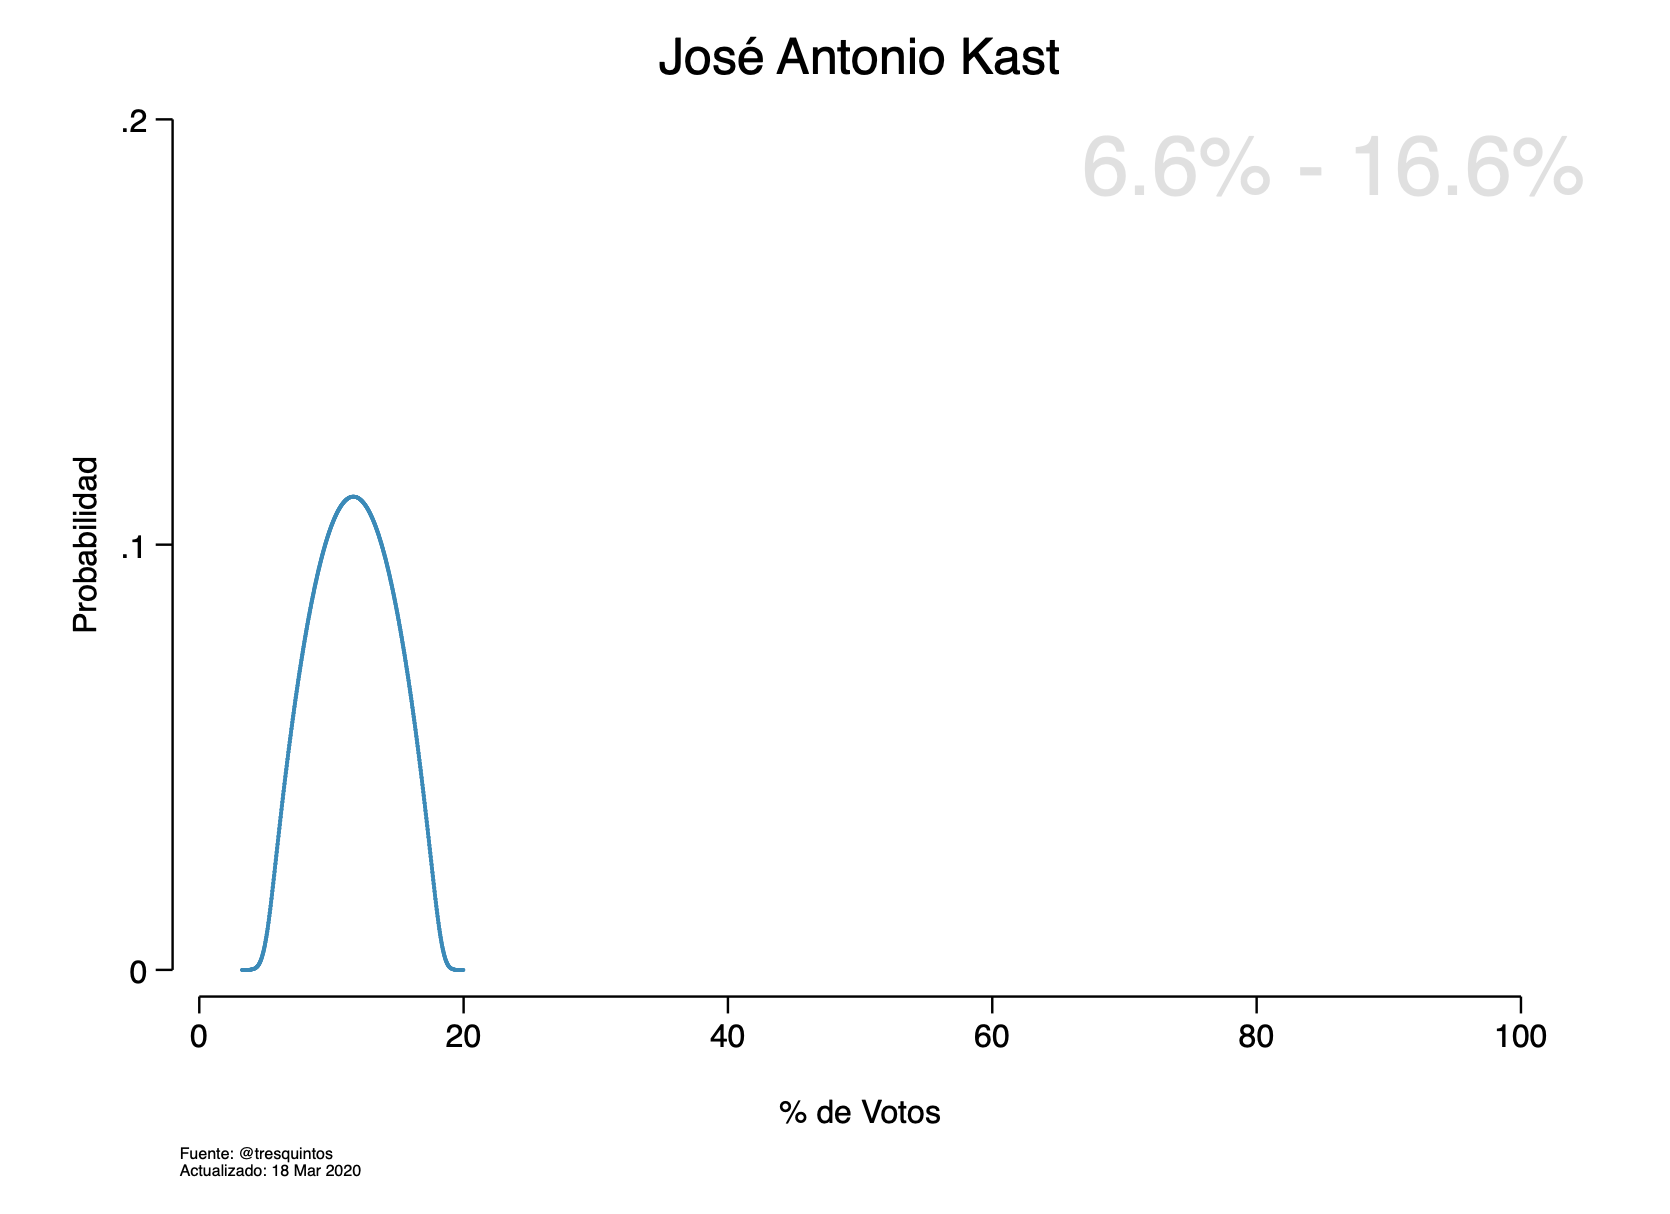 José Antonio Kast
6.6% - 16.6%
.2
.1
0
Probabilidad
0 20 40 60 80 100
% de Votos
Fuente: @tresquintos
Actualizado: 18 Mar 2020